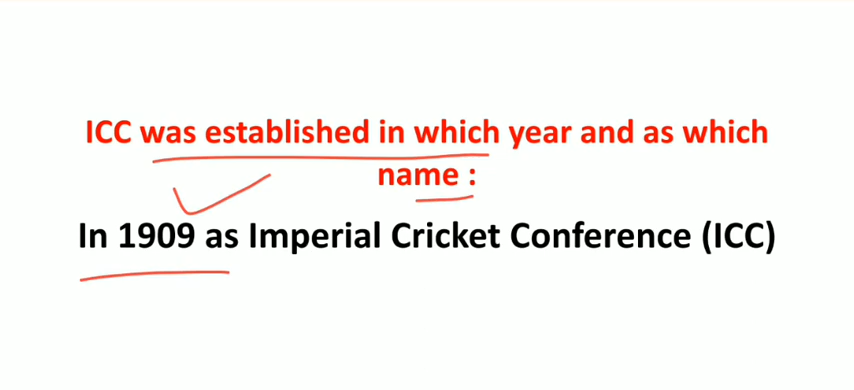 ICC was established in which year and as which
name :
In 1909 as Imperial Cricket Conference (ICC)